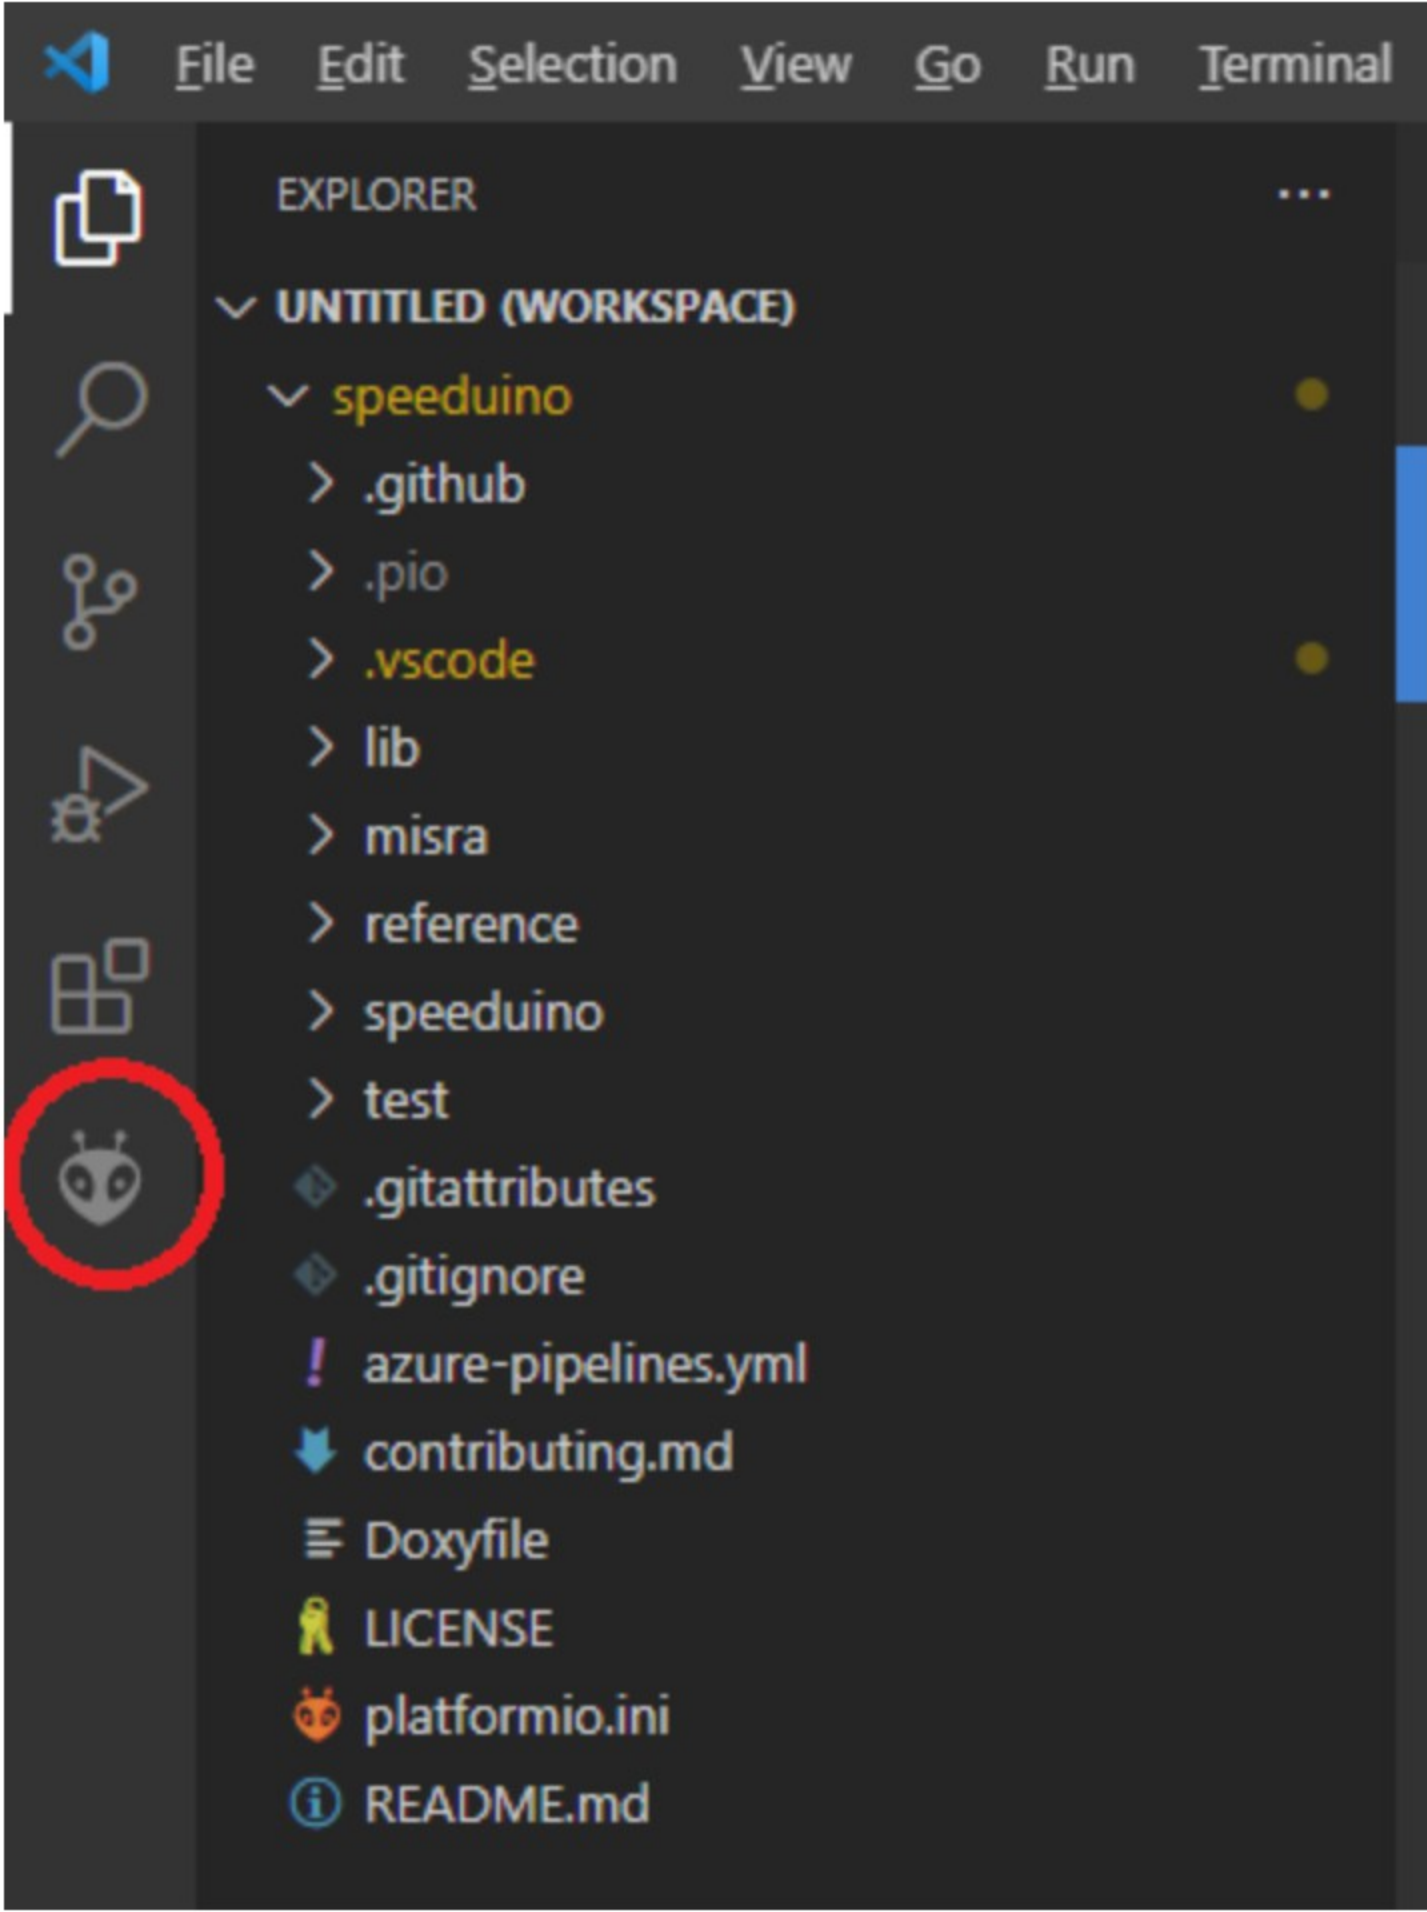 File Edit Selection View Go Run Terminal
EXPLORER
UNTITLED (WORKSPACE)
speeduino
.github
.pio
.vscode
lib
misra
reference
speeduino
test
.gitattributes
.gitignore
azure-pipelines.yml
contributing.md
Doxyfile
LICENSE
platformio.ini
README.md